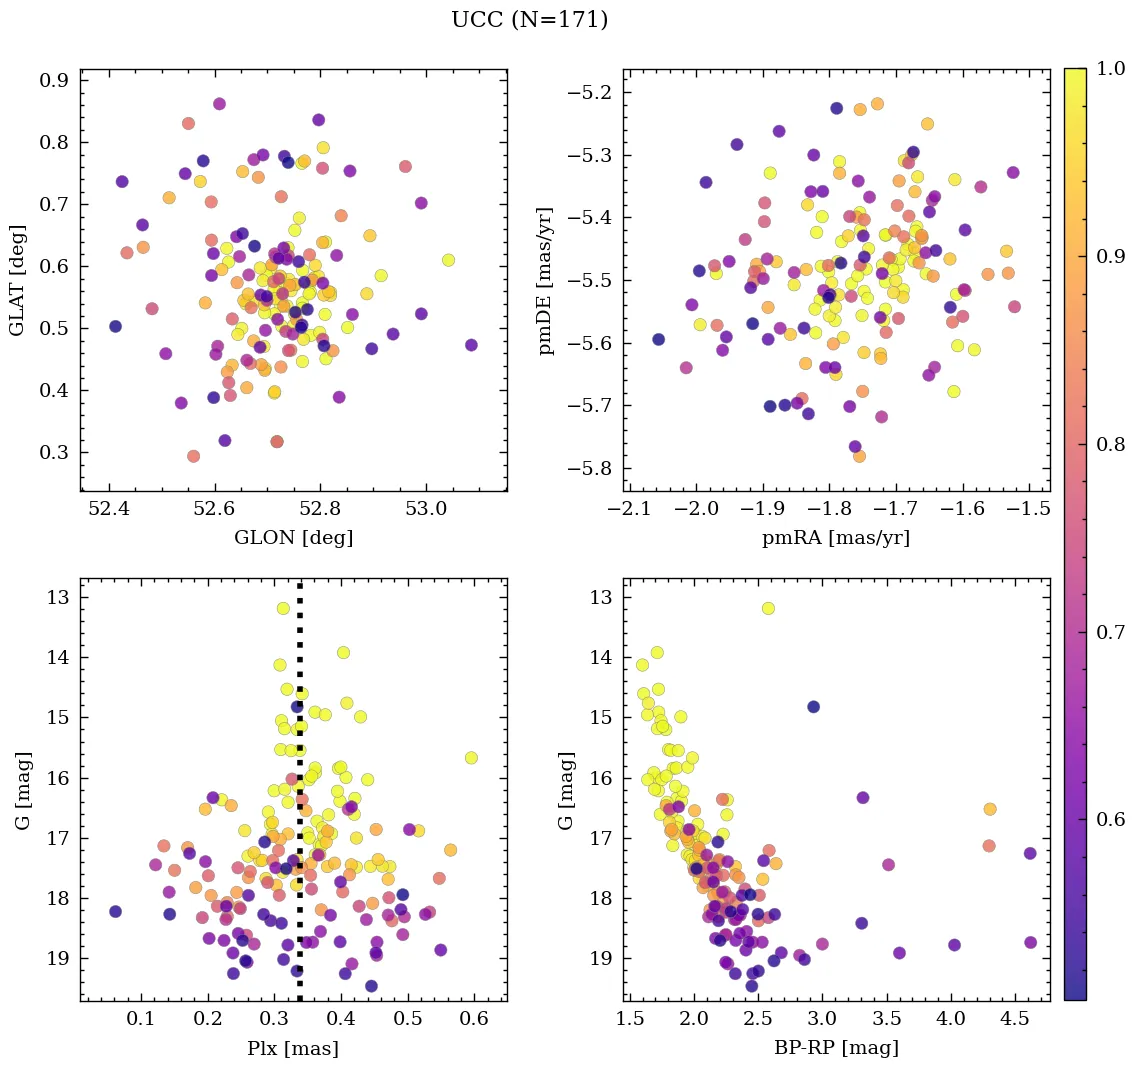 UCC (N=171)
0.9
0.8
0.7
0.6
0.5
0.4
0.3
GLAT [deg]
52.4 52.6 52.8 53.0
GLON [deg]
−5.2
−5.3
−5.4
−5.5
−5.6
−5.7
−5.8
pmDE [mas/yr]
−2.1 −2.0 −1.9 −1.8 −1.7 −1.6 −1.5
pmRA [mas/yr]
1.0
0.9
0.8
0.7
0.6
13
14
15
16
17
18
19
G [mag]
0.1 0.2 0.3 0.4 0.5 0.6
Plx [mas]
13
14
15
16
17
18
19
G [mag]
1.5 2.0 2.5 3.0 3.5 4.0 4.5
BP-RP [mag]